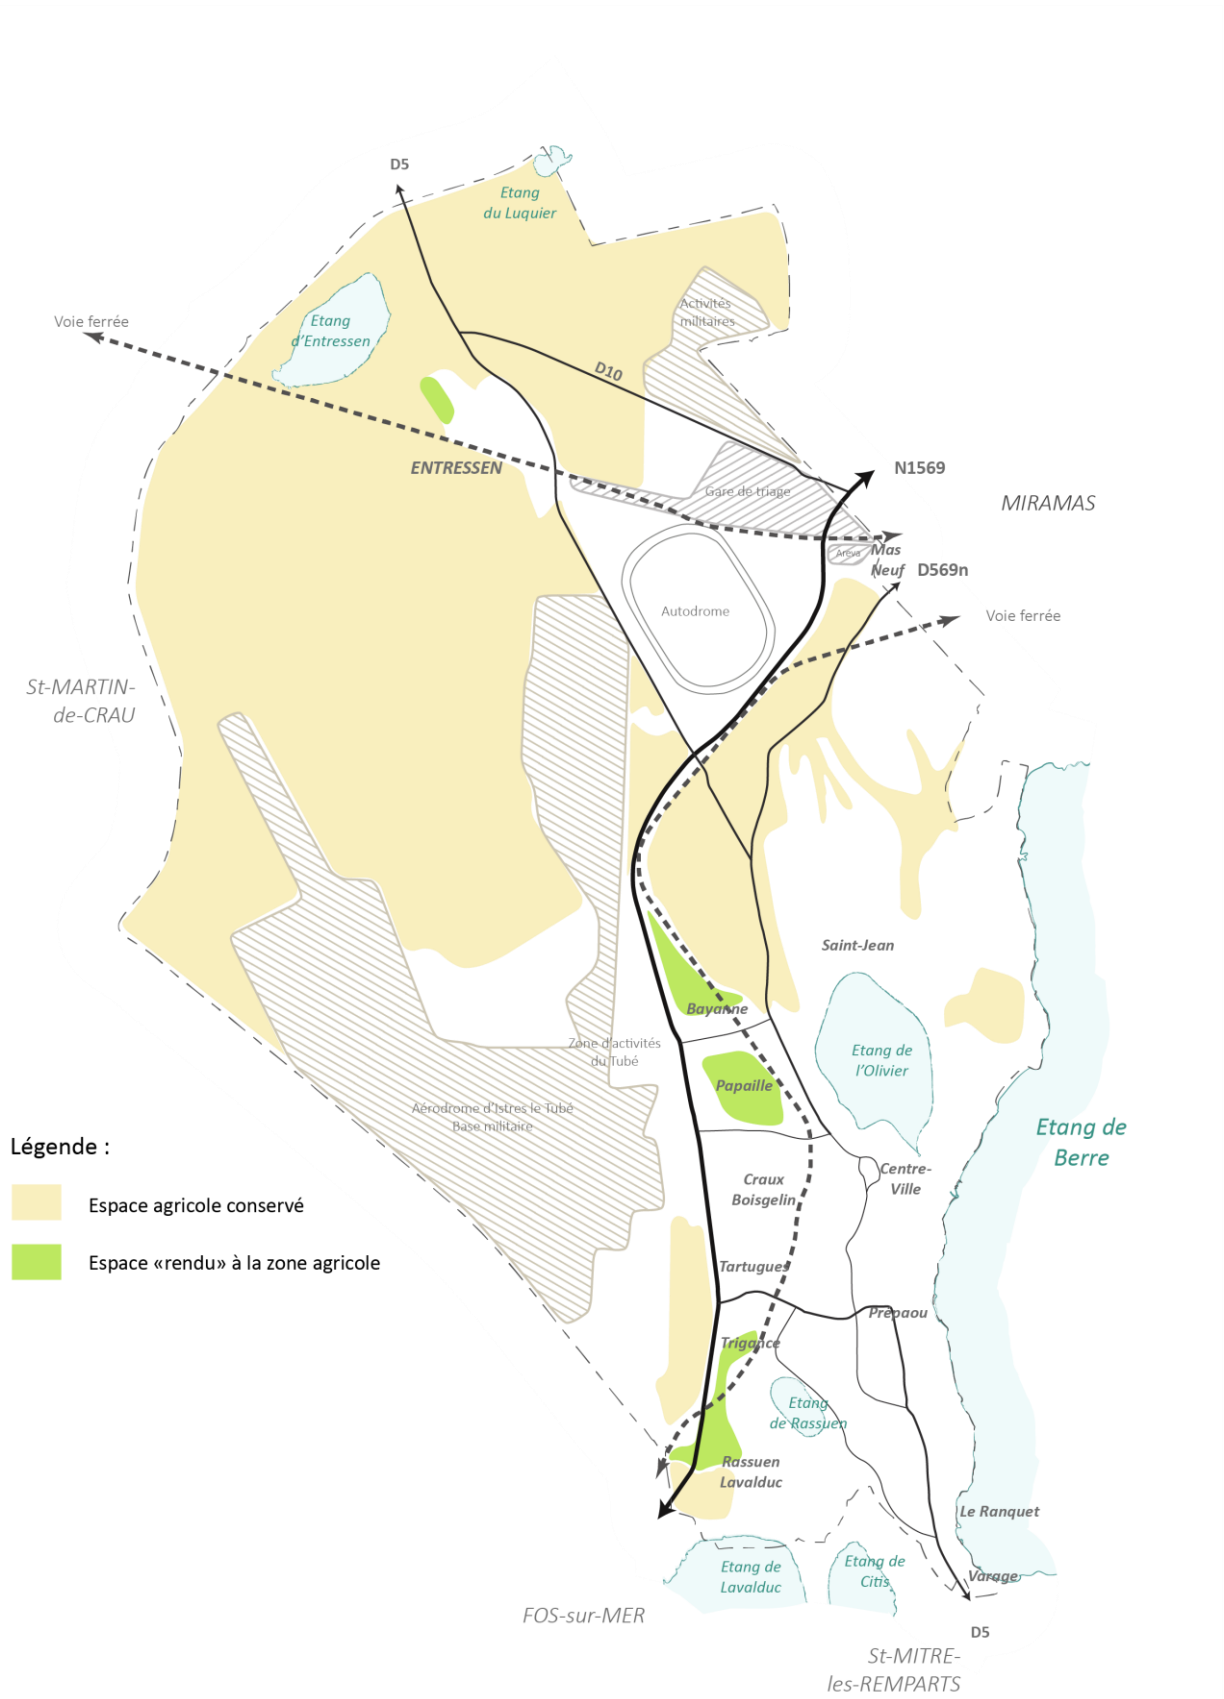 D5
Etang
du Luquier
Activités
militaires
Voie ferrée
Etang
d'Entressen
D10
ENTRESSEN
N1569
Gare de triage
MIRAMAS
Areva
Mas
Neuf
D569n
Autodrome
Voie ferrée
St-MARTIN-
de-CRAU
Saint-Jean
Bayanne
Zone d'activités
du Tubé
Etang de
l'Olivier
Papaille
Aérodrome d'Istres le Tubé
Base militaire
Etang de
Berre
Légende :
Espace agricole conservé
Espace «rendu» à la zone agricole
Craux
Boisgelin
Centre-
Ville
Tartugues
Prépaou
Trigance
Etang
de Rassuen
Rassuen
Lavalduc
Le Ranquet
Etang de
Lavalduc
Etang de
Citis
Varage
FOS-sur-MER
D5
St-MITRE-
les-REMPARTS